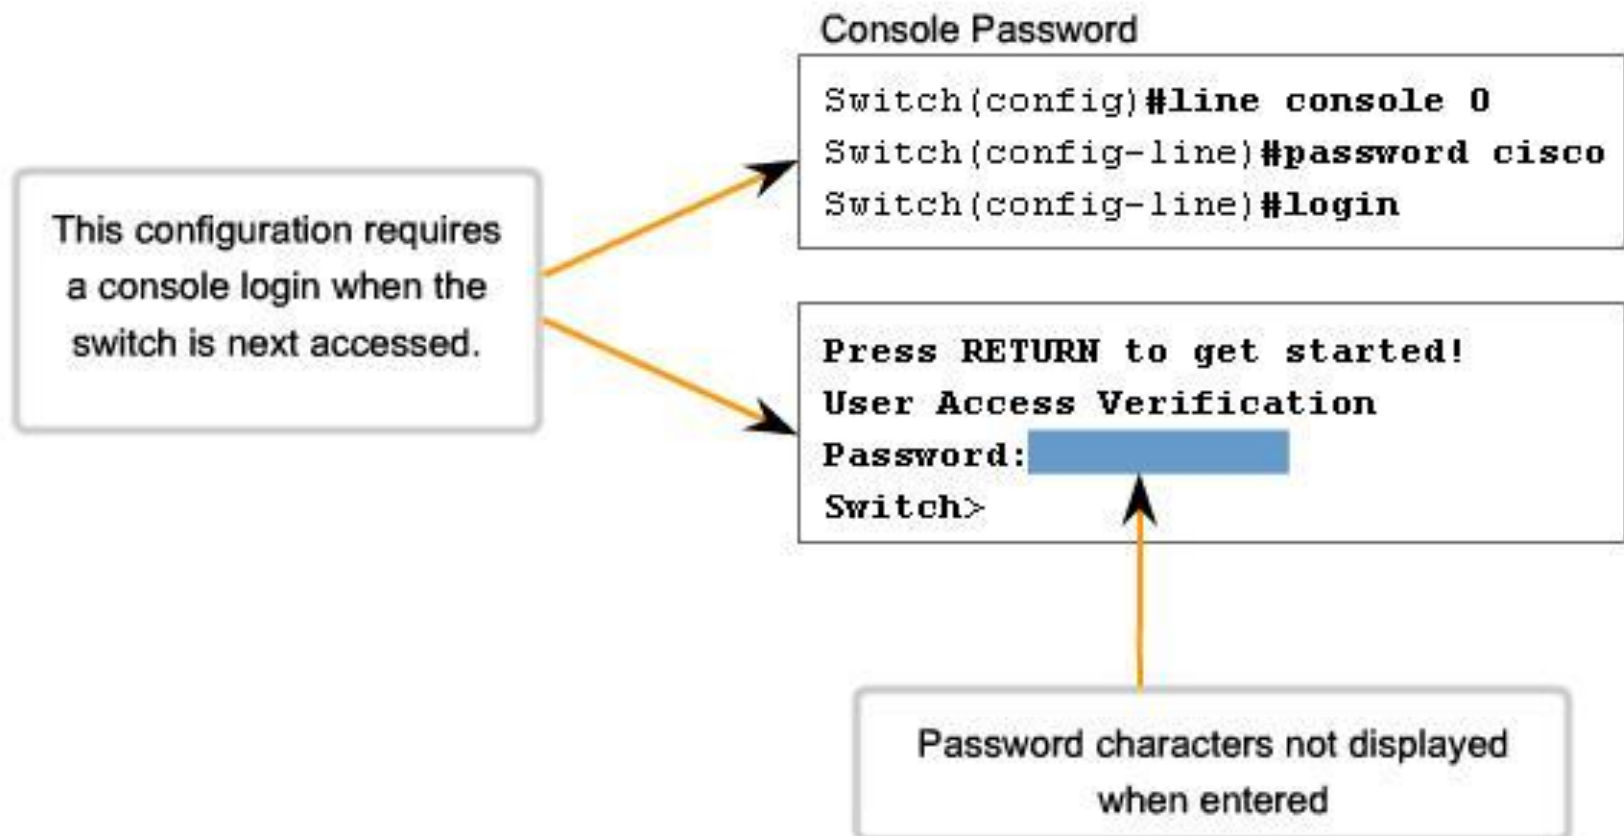 Console Password
Switch(config)#line console 0
Switch(config-line)#password cisco
Switch(config-line)#login
This configuration requires
a console login when the
switch is next accessed.
Press RETURN to get started!
User Access Verification
Password:
Switch>
Password characters not displayed
when entered